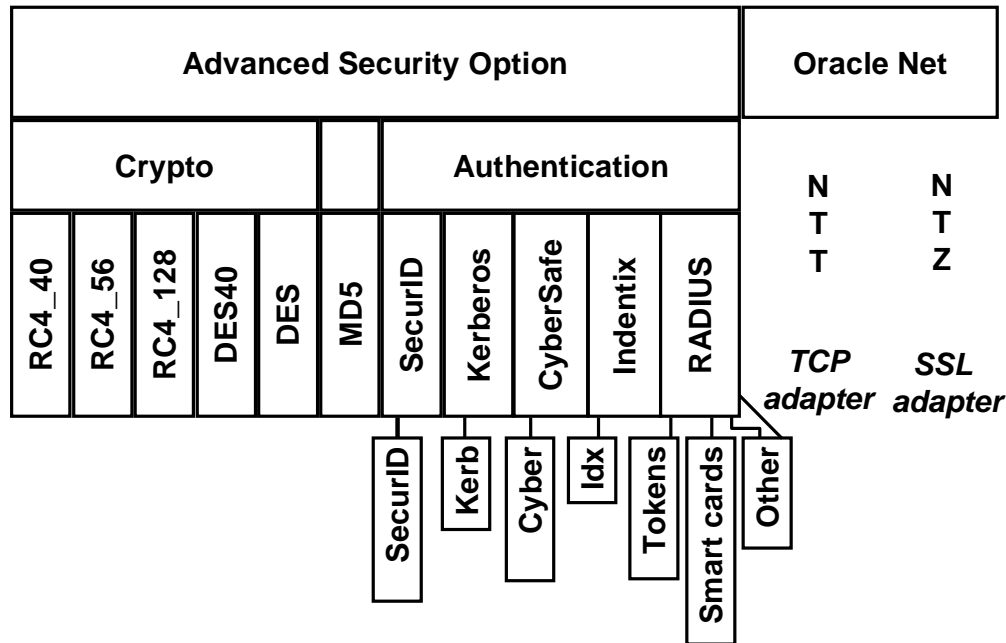 Advanced Security Option
Oracle Net
Crypto
Authentication
RC4_40
RC4_56
RC4_128
DES40
DES
MD5
SecurID
Kerberos
CyberSafe
Indentix
RADIUS
N
T
T
N
T
Z
TCP
adapter
SSL
adapter
SecurID
Kerb
Cyber
Idx
Tokens
Smart cards
Other